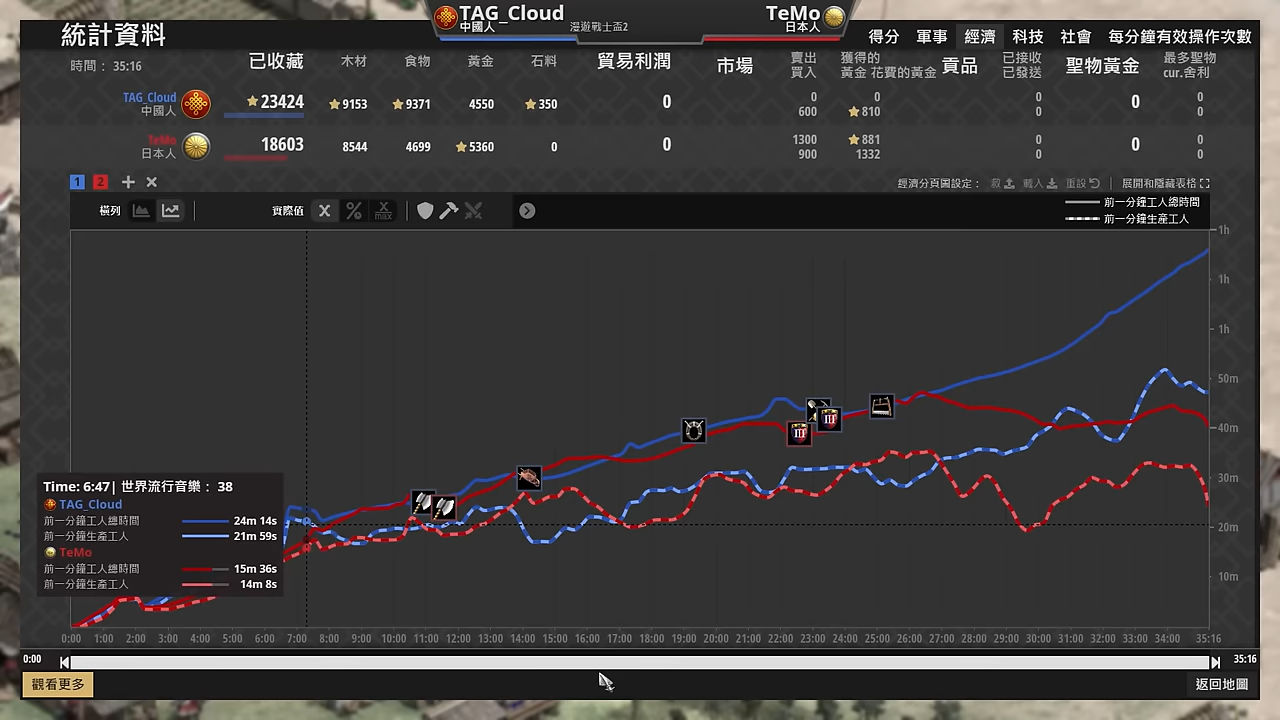 TAG_Cloud
中國人
漫遊戰士盃2
TeMo
日本人
統計資料
得分 軍事 經濟 科技 社會 每分鐘有效操作次數
時間： 35:16
已收藏 木材 食物 黃金 石料 貿易利潤 市場
賣出
買入
獲得的
黃金 花費的黃金
貢品
已接收
已發送
聖物黃金
最多聖物
cur.舍利
TAG_Cloud
中國人
23424 9153 9371 4550 350 0
0
600
0
810
0
0
0
0
0
TeMo
日本人
18603 8544 4699 5360 0 0
1300
900
881
1332
0
0
0
0
0
1 2
經濟分頁圖設定： 載入 重設 展開和隱藏表格
橫列 實際值 X % X max
前一分鐘工人總時間
前一分鐘生產工人
1h
1h
1h
50m
40m
30m
20m
10m
Time: 6:47| 世界流行音樂： 38
TAG_Cloud
前一分鐘工人總時間 24m 14s
前一分鐘生產工人 21m 59s
TeMo
前一分鐘工人總時間 15m 36s
前一分鐘生產工人 14m 8s
0:00 1:00 2:00 3:00 4:00 5:00 6:00 7:00 8:00 9:00 10:00 11:00 12:00 13:00 14:00 15:00 16:00 17:00 18:00 19:00 20:00 21:00 22:00 23:00 24:00 25:00 26:00 27:00 28:00 29:00 30:00 31:00 32:00 33:00 34:00 35:16
0:00 35:16
觀看更多 返回地圖